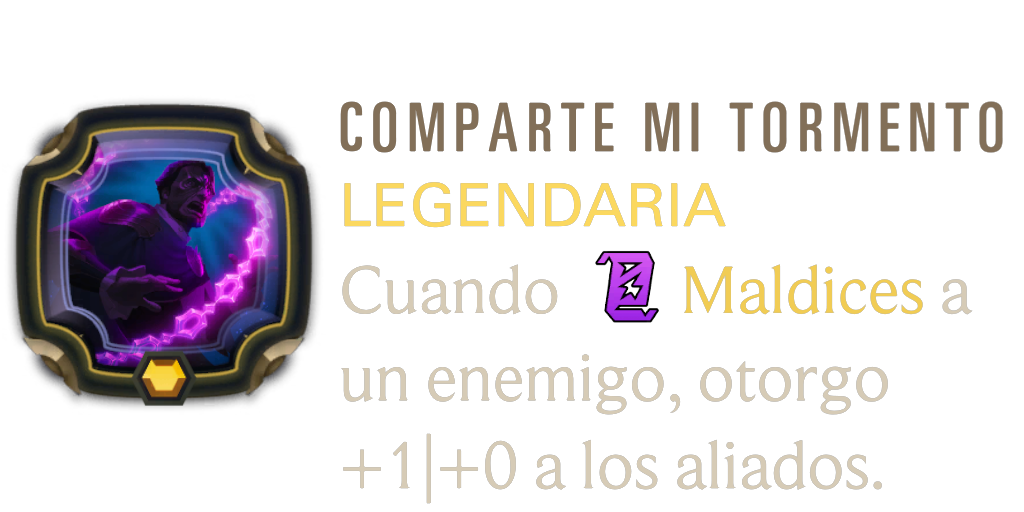 COMPARTE MI TORMENTO
LEGENDARIA
Cuando Maldices a
un enemigo, otorgo
+1|+0 a los aliados.